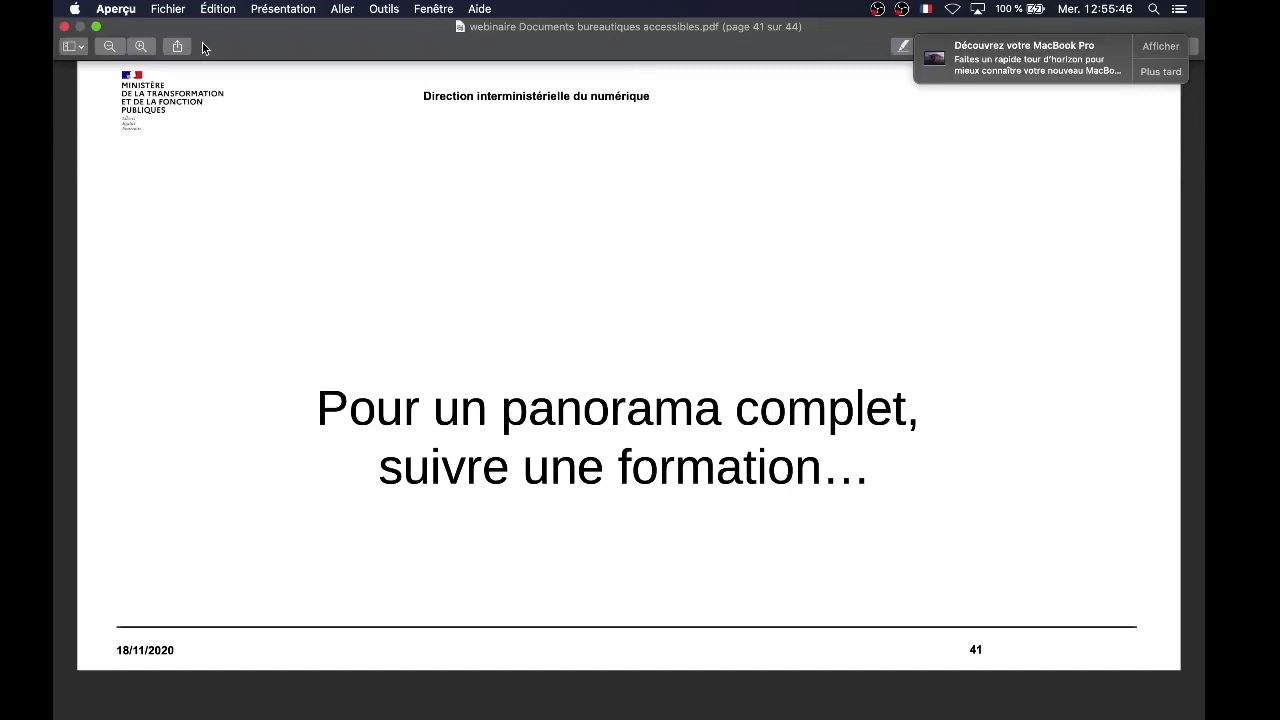 Aperçu Fichier Édition Présentation Aller Outils Fenêtre Aide 100 % Mer. 12:55:46
webinaire Documents bureautiques accessibles.pdf (page 41 sur 44)
Découvrez votre MacBook Pro
Faites un rapide tour d'horizon pour
mieux connaître votre nouveau MacBo...
Afficher
Plus tard
MINISTÈRE
DE LA TRANSFORMATION
ET DE LA FONCTION
PUBLIQUES
Liberté
Égalité
Fraternité
Direction interministérielle du numérique
Pour un panorama complet,
suivre une formation…
18/11/2020
41